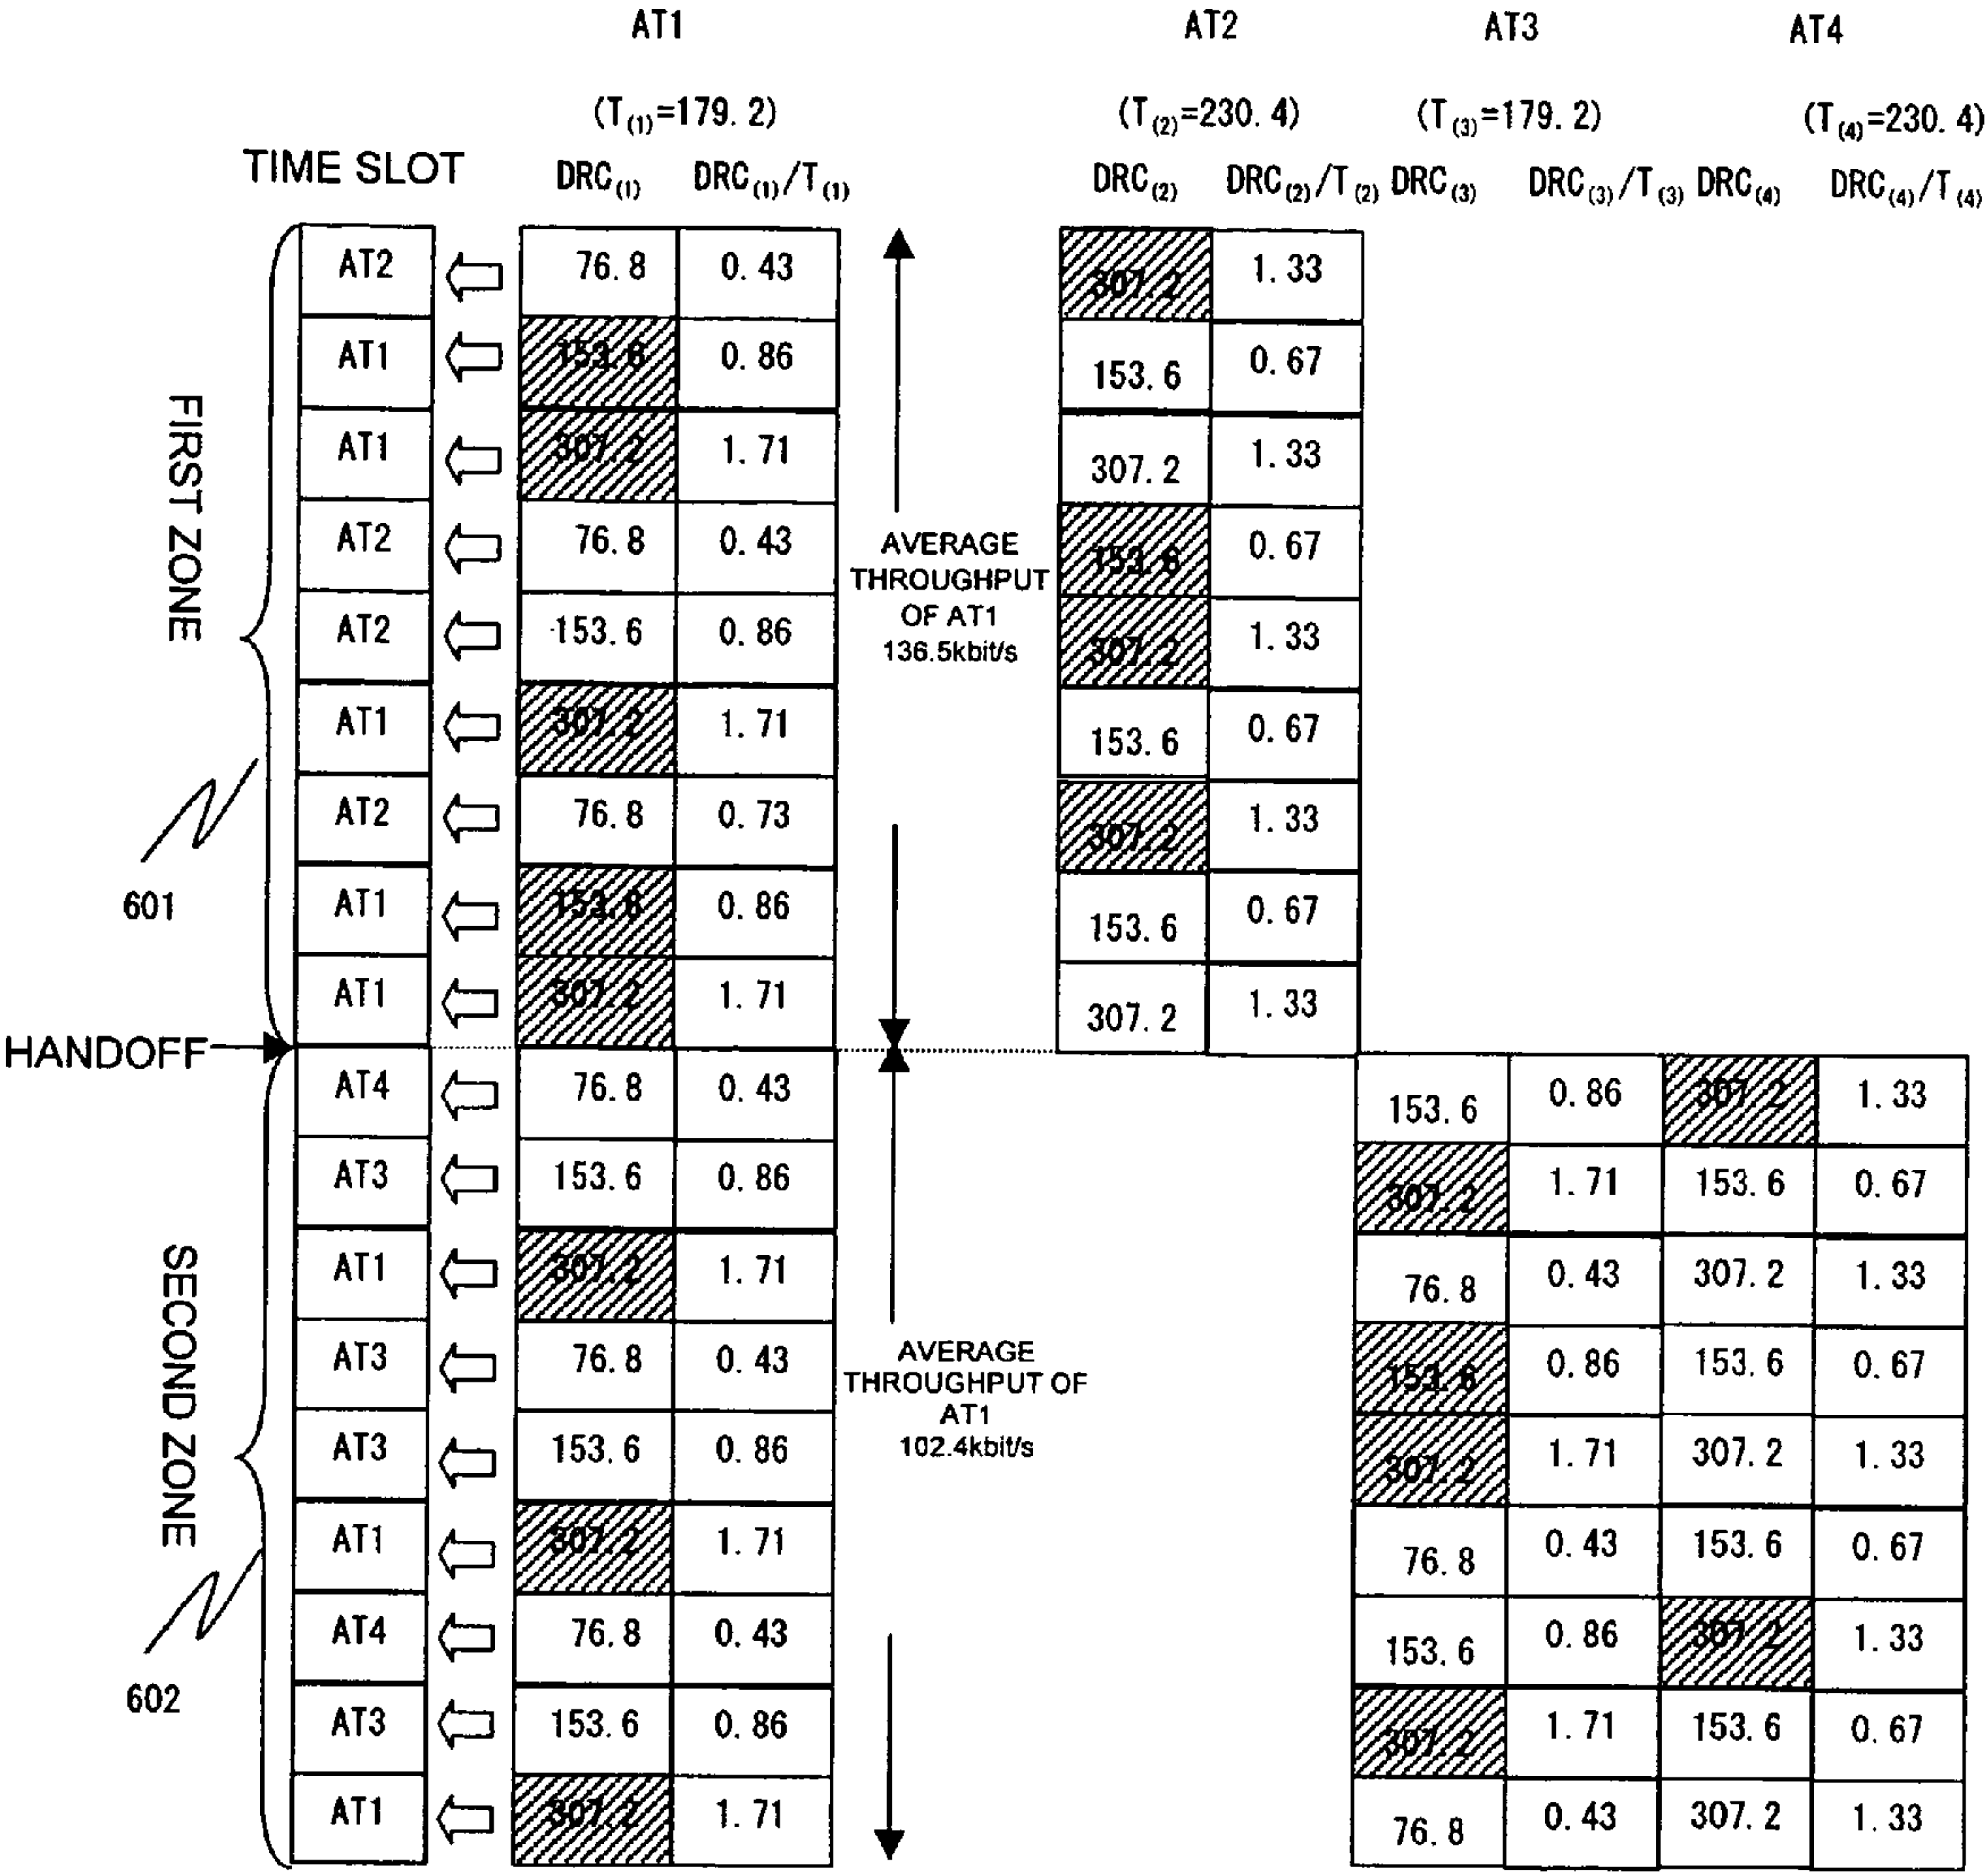 AT1 AT2 AT3 AT4
(T(1)=179.2) (T(2)=230.4) (T(3)=179.2) (T(4)=230.4)
TIME SLOT DRC(1) DRC(1)/T(1) DRC(2) DRC(2)/T(2) DRC(3) DRC(3)/T(3) DRC(4) DRC(4)/T(4)
AT2 76.8 0.43 307.2 1.33
AT1 153.6 0.86 153.6 0.67
AT1 307.2 1.71 307.2 1.33
AT2 76.8 0.43 153.6 0.67
AT2 153.6 0.86 307.2 1.33
AT1 307.2 1.71 153.6 0.67
AT2 76.8 0.73 307.2 1.33
AT1 153.6 0.86 153.6 0.67
AT1 307.2 1.71 307.2 1.33
FIRST ZONE
601
AVERAGE
THROUGHPUT
OF AT1
136.5kbit/s
HANDOFF
AT4 76.8 0.43 153.6 0.86 307.2 1.33
AT3 153.6 0.86 307.2 1.71 153.6 0.67
AT1 307.2 1.71 76.8 0.43 307.2 1.33
AT3 76.8 0.43 153.6 0.86 153.6 0.67
AT3 153.6 0.86 307.2 1.71 307.2 1.33
AT1 307.2 1.71 76.8 0.43 153.6 0.67
AT4 76.8 0.43 153.6 0.86 307.2 1.33
AT3 153.6 0.86 307.2 1.71 153.6 0.67
AT1 307.2 1.71 76.8 0.43 307.2 1.33
SECOND ZONE
602
AVERAGE
THROUGHPUT OF
AT1
102.4kbit/s